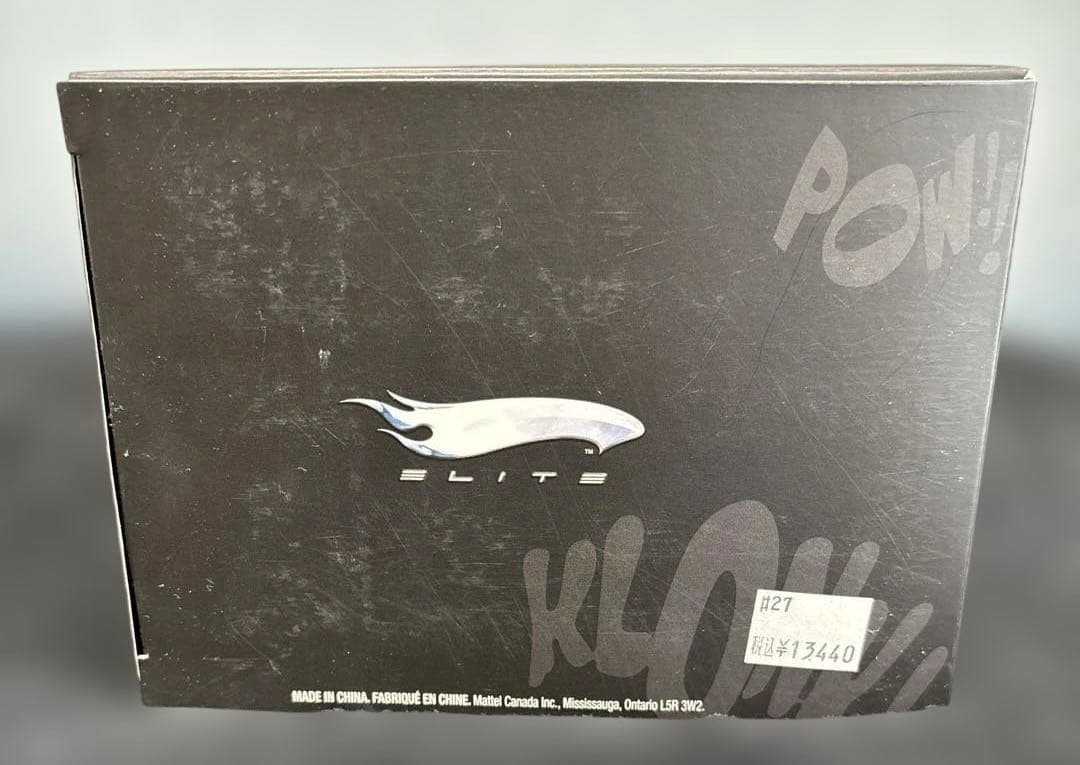 POW!!
TM
ELITE
KLONK!
#27
税込¥13440
MADE IN CHINA. FABRIQUÉ EN CHINE. Mattel Canada Inc., Mississauga, Ontario L5R 3W2.